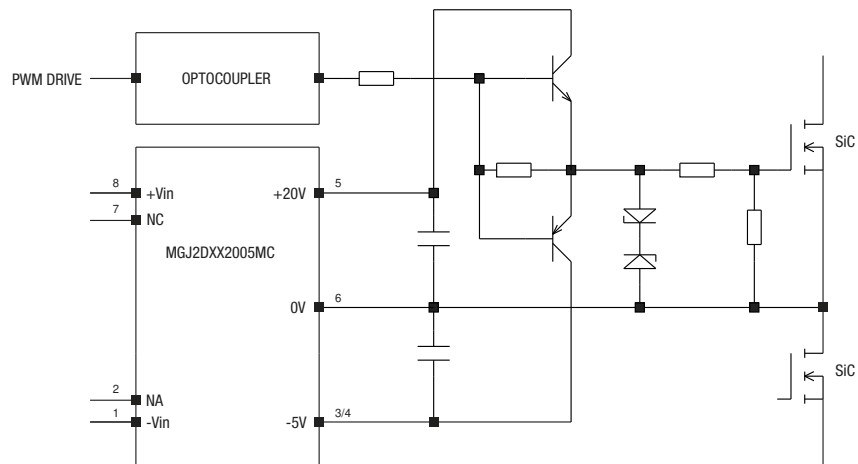 PWM DRIVE
OPTOCOUPLER
SiC
8
+Vin
+20V
5
7
NC
MGJ2DXX2005MC
0V
6
SiC
2
NA
1
-Vin
-5V
3/4